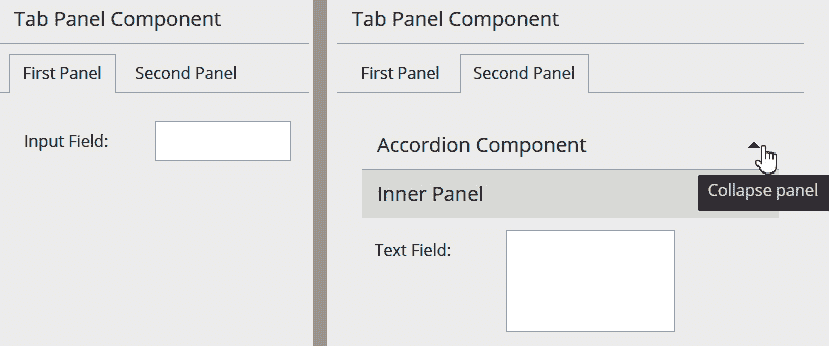 Tab Panel Component
First Panel
Second Panel
Input Field:
Tab Panel Component
First Panel
Second Panel
Accordion Component
Collapse panel
Inner Panel
Text Field: